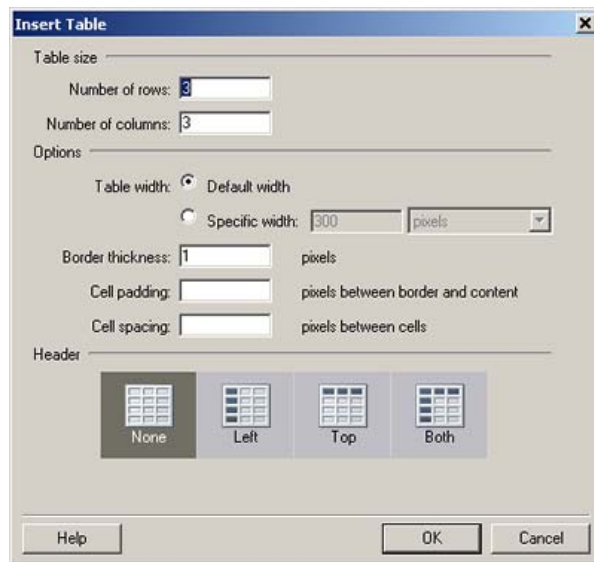 Insert Table
Table size
Number of rows: 3
Number of columns: 3
Options
Table width: Default width
Specific width: 300 pixels
Border thickness: 1 pixels
Cell padding: pixels between border and content
Cell spacing: pixels between cells
Header
None Left Top Both
Help OK Cancel